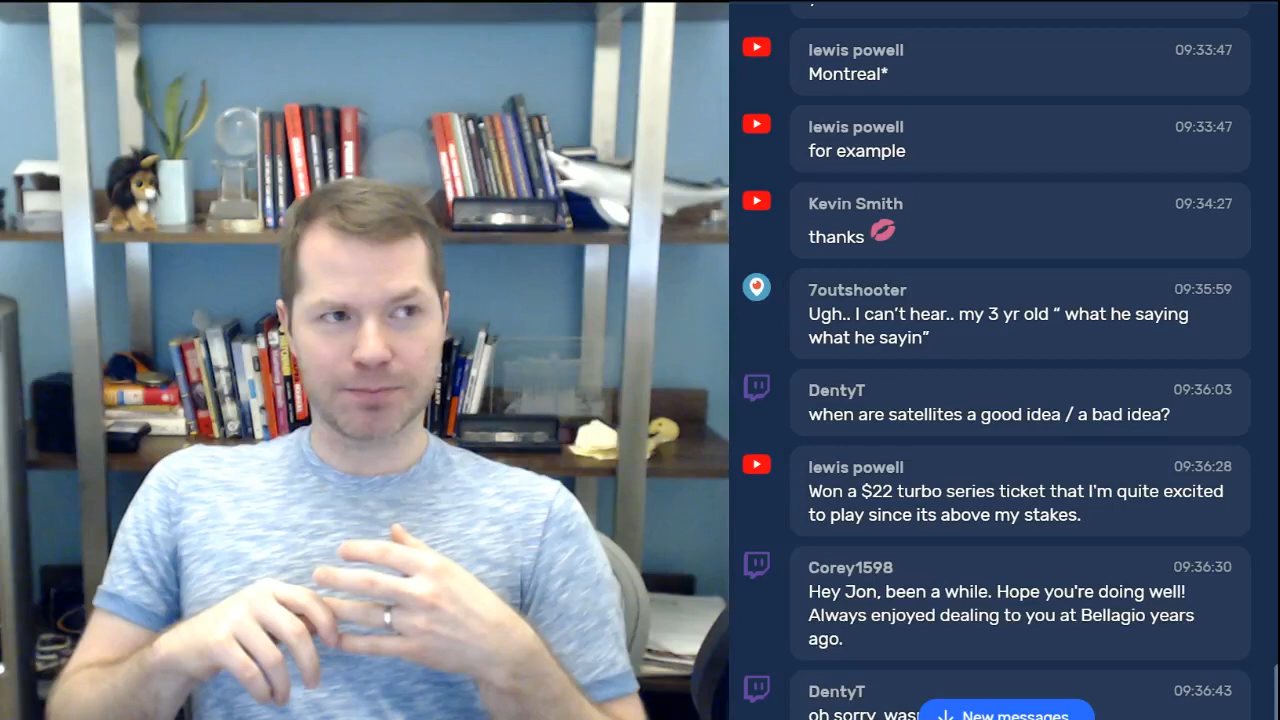 lewis powell
09:33:47
Montreal*
lewis powell
09:33:47
for example
Kevin Smith
09:34:27
thanks 💋
7outshooter
09:35:59
Ugh.. I can't hear.. my 3 yr old “ what he saying
what he sayin”
DentyT
09:36:03
when are satellites a good idea / a bad idea?
lewis powell
09:36:28
Won a $22 turbo series ticket that I'm quite excited
to play since its above my stakes.
Corey1598
09:36:30
Hey Jon, been a while. Hope you're doing well!
Always enjoyed dealing to you at Bellagio years
ago.
DentyT
09:36:43
oh sorry,
New messages